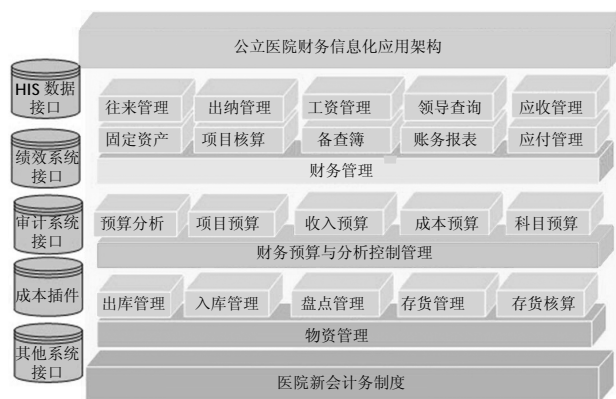 公立医院财务信息化应用架构
HIS 数据
接口
绩效系统
接口
审计系统
接口
成本插件
其他系统
接口
往来管理
出纳管理
工资管理
领导查询
应收管理
固定资产
项目核算
备查簿
账务报表
应付管理
财务管理
预算分析
项目预算
收入预算
成本预算
科目预算
财务预算与分析控制管理
出库管理
入库管理
盘点管理
存货管理
存货核算
物资管理
医院新会计务制度